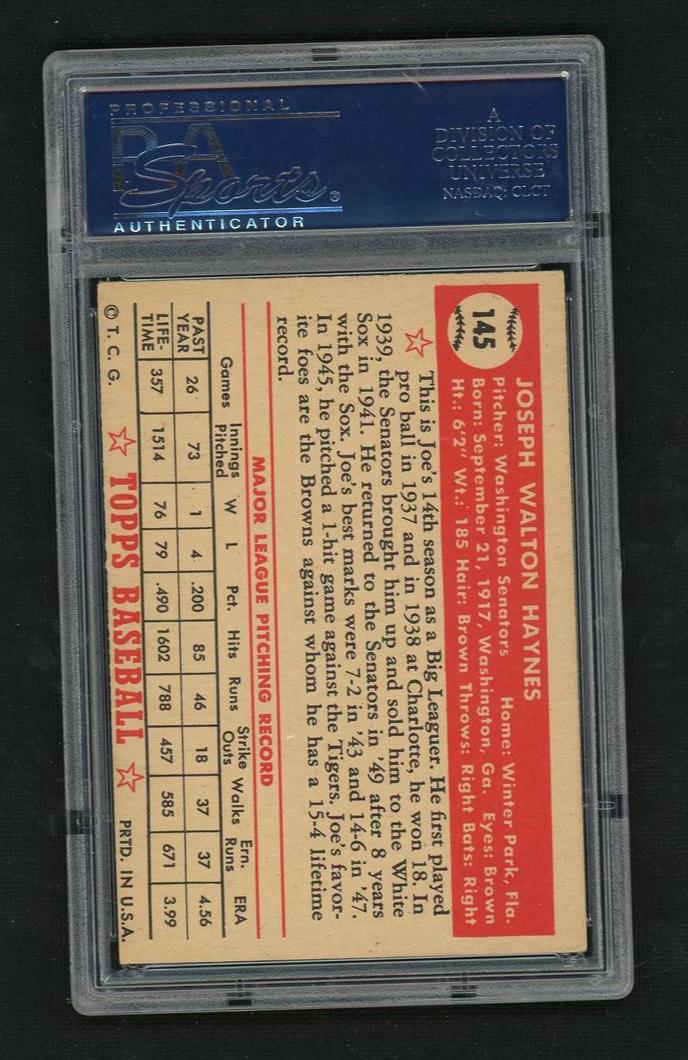 PROFESSIONAL
PSA
Sports®
AUTHENTICATOR
A
DIVISION OF
COLLECTORS
UNIVERSE
NASDAQ: CLCT
145
JOSEPH WALTON HAYNES
Pitcher: Washington Senators Home: Winter Park, Fla.
Born: September 21, 1917, Washington, Ga. Eyes: Brown
Ht.: 6'2" Wt.: 185 Hair: Brown Throws: Right Bats: Right
This is Joe's 14th season as a Big Leaguer. He first played
pro ball in 1937 and in 1938 at Charlotte, he won 18. In
1939, the Senators brought him up and sold him to the White
Sox in 1941. He returned to the Senators in '49 after 8 years
with the Sox. Joe's best marks were 7-2 in '43 and 14-6 in '47.
In 1945, he pitched a 1-hit game against the Tigers. Joe's favor-
ite foes are the Browns against whom he has a 15-4 lifetime
record.
MAJOR LEAGUE PITCHING RECORD
Games Innings Pitched W L Pct. Hits Runs Strike Outs Walks Ern. Runs ERA
PAST YEAR 26 73 1 4 .200 85 46 18 37 37 4.56
LIFE-TIME 357 1514 76 79 .490 1602 788 457 585 671 3.99
© T. C. G. TOPPS BASEBALL PRTD. IN U.S.A.